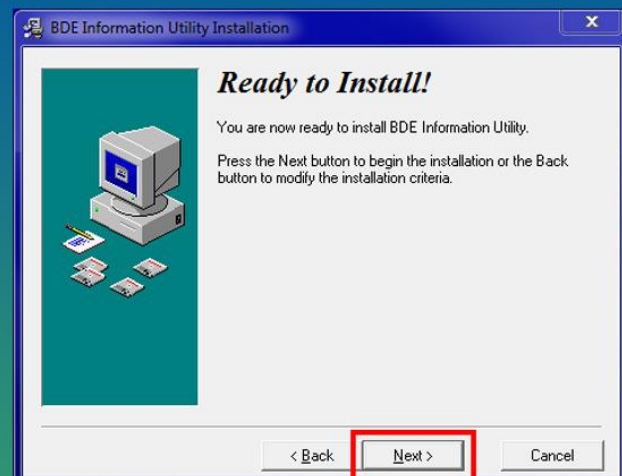 BDE Information Utility Installation
Ready to Install!
You are now ready to install BDE Information Utility.
Press the Next button to begin the installation or the Back
button to modify the installation criteria.
< Back
Next >
Cancel